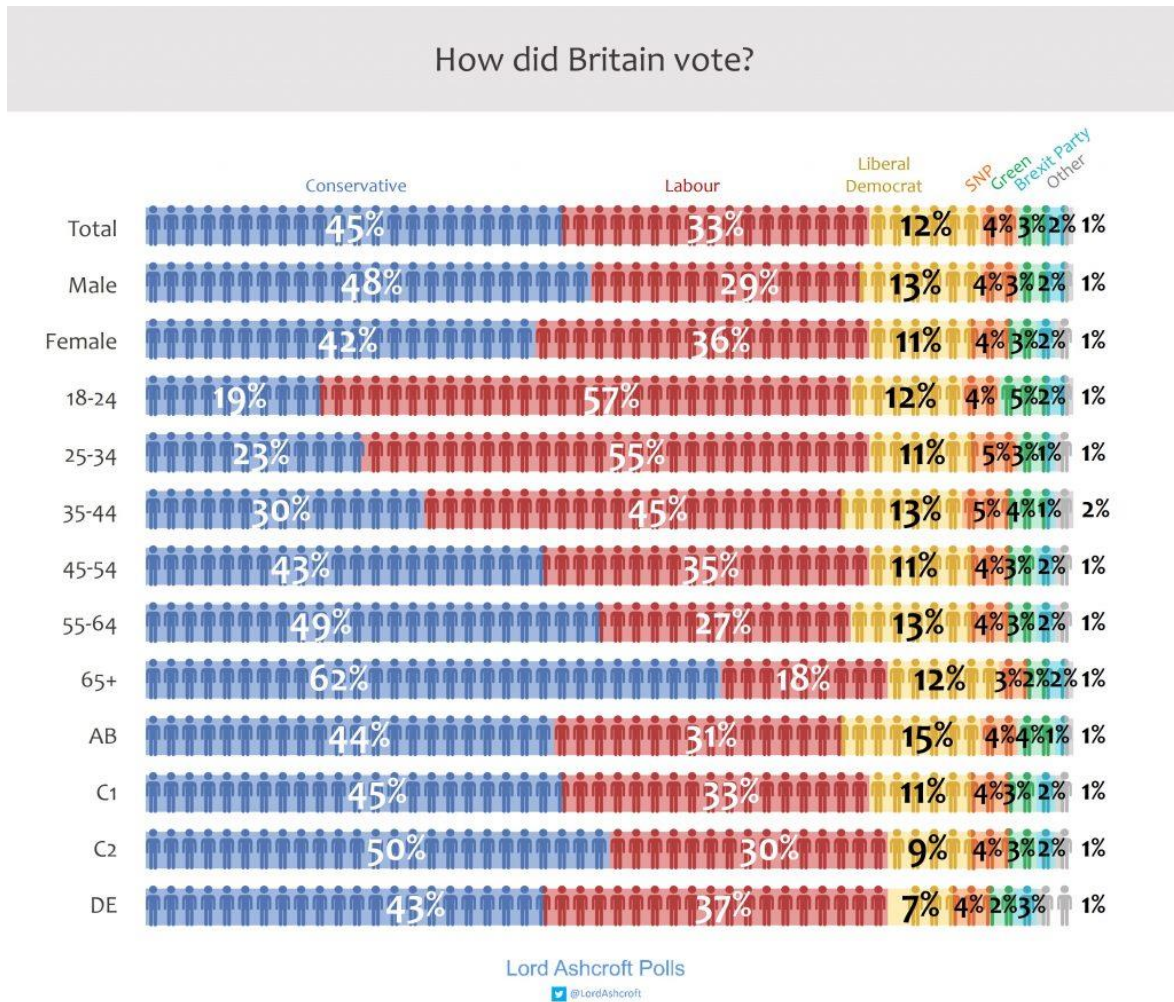 How did Britain vote?
Conservative Labour Liberal Democrat SNP Green Brexit Party Other
Total 45% 33% 12% 4% 3% 2% 1%
Male 48% 29% 13% 4% 3% 2% 1%
Female 42% 36% 11% 4% 3% 2% 1%
18-24 19% 57% 12% 4% 5% 2% 1%
25-34 23% 55% 11% 5% 3% 1% 1%
35-44 30% 45% 13% 5% 4% 1% 2%
45-54 43% 35% 11% 4% 3% 2% 1%
55-64 49% 27% 13% 4% 3% 2% 1%
65+ 62% 18% 12% 3% 2% 2% 1%
AB 44% 31% 15% 4% 4% 1% 1%
C1 45% 33% 11% 4% 3% 2% 1%
C2 50% 30% 9% 4% 3% 2% 1%
DE 43% 37% 7% 4% 2% 3% 1%
Lord Ashcroft Polls
@LordAshcroft